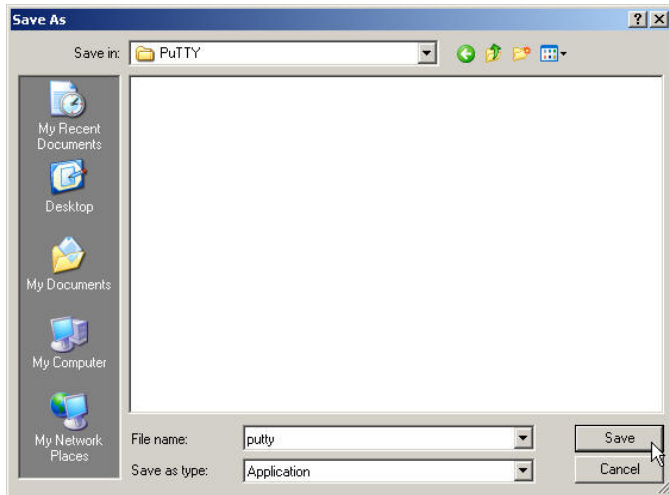 Save As
Save in:
PuTTY
My Recent
Documents
Desktop
My Documents
My Computer
My Network
Places
File name:
putty
Save
Save as type:
Application
Cancel